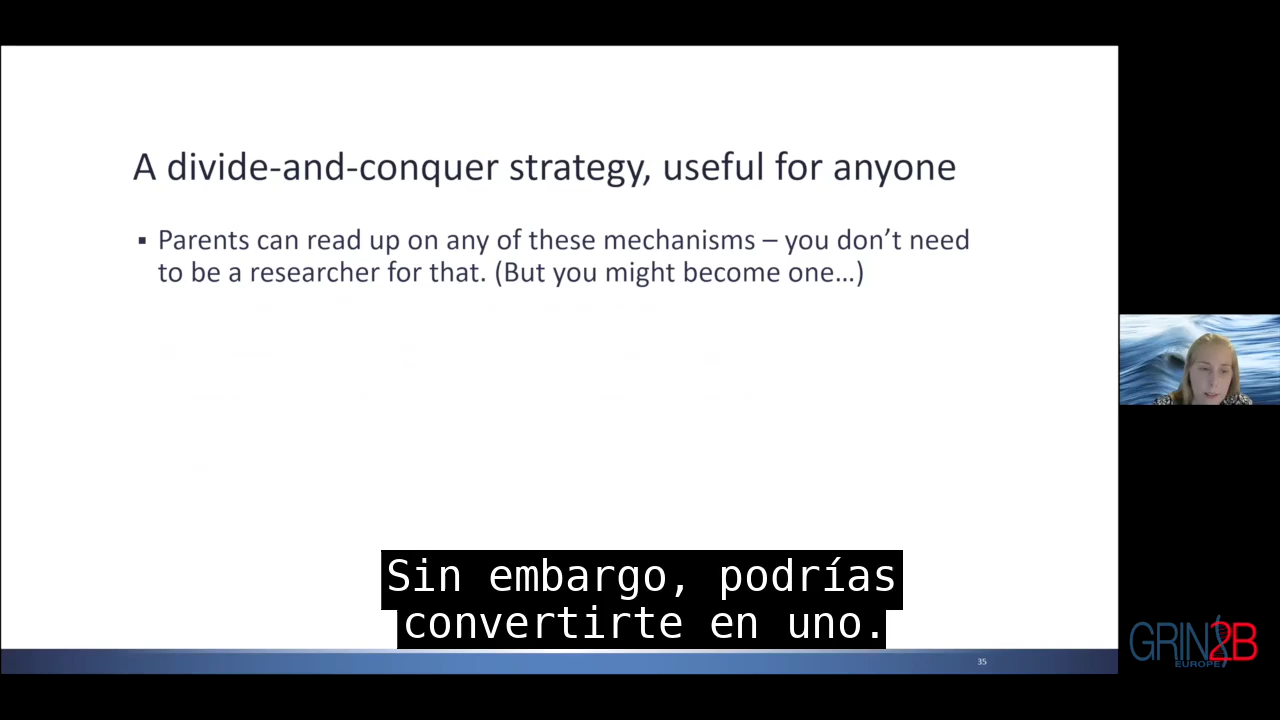 A divide-and-conquer strategy, useful for anyone
▪ Parents can read up on any of these mechanisms – you don’t need
to be a researcher for that. (But you might become one…)
Sin embargo, podrías
convertirte en uno.
35
GRIN2B
EUROPE